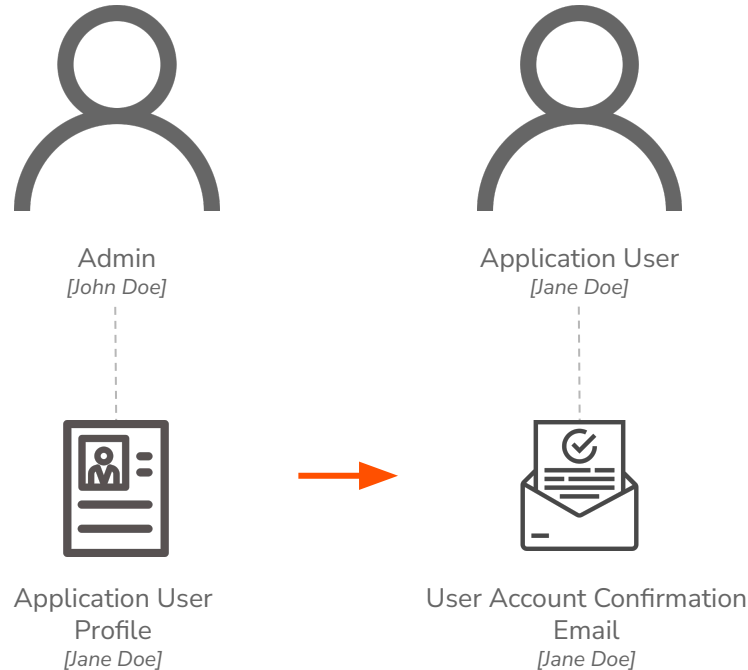 Admin
[John Doe]
Application User
[Jane Doe]
Application User
Profile
[Jane Doe]
User Account Confirmation
Email
[Jane Doe]